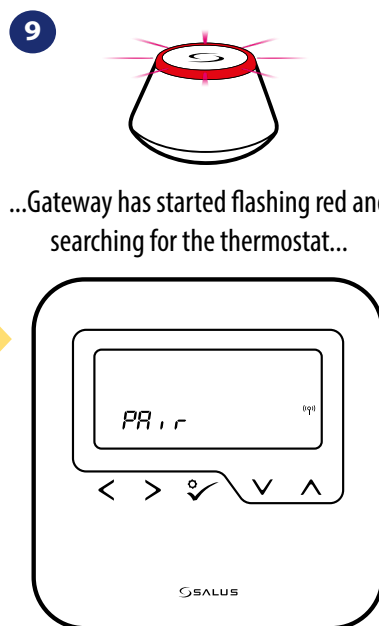 9
...Gateway has started flashing red and
searching for the thermostat...
PAir
SALUS